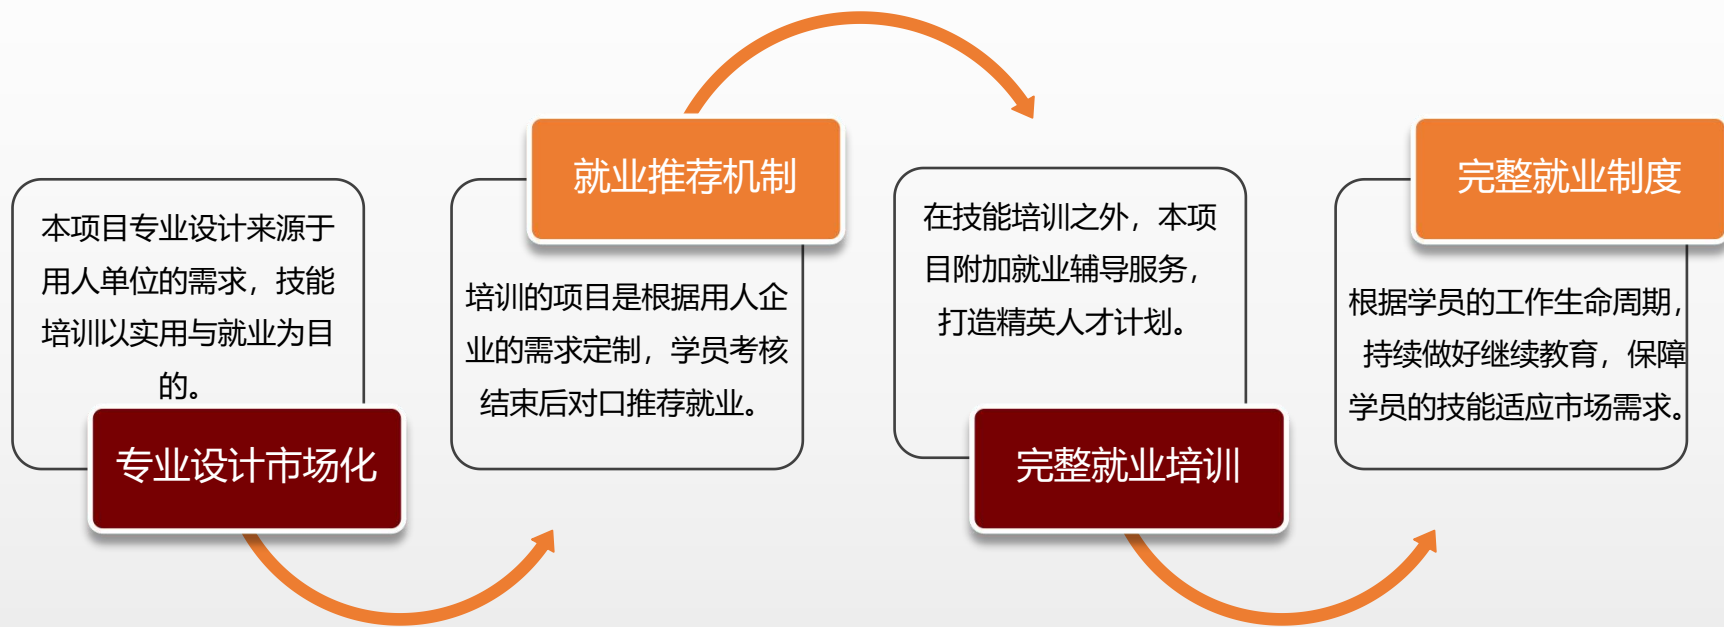 本项目专业设计来源于
用人单位的需求，技能
培训以实用与就业为目
的。
专业设计市场化
就业推荐机制
培训的项目是根据用人企
业的需求定制，学员考核
结束后对口推荐就业。
在技能培训之外，本项
目附加就业辅导服务，
打造精英人才计划。
完整就业培训
完整就业制度
根据学员的工作生命周期，
持续做好继续教育，保障
学员的技能适应市场需求。